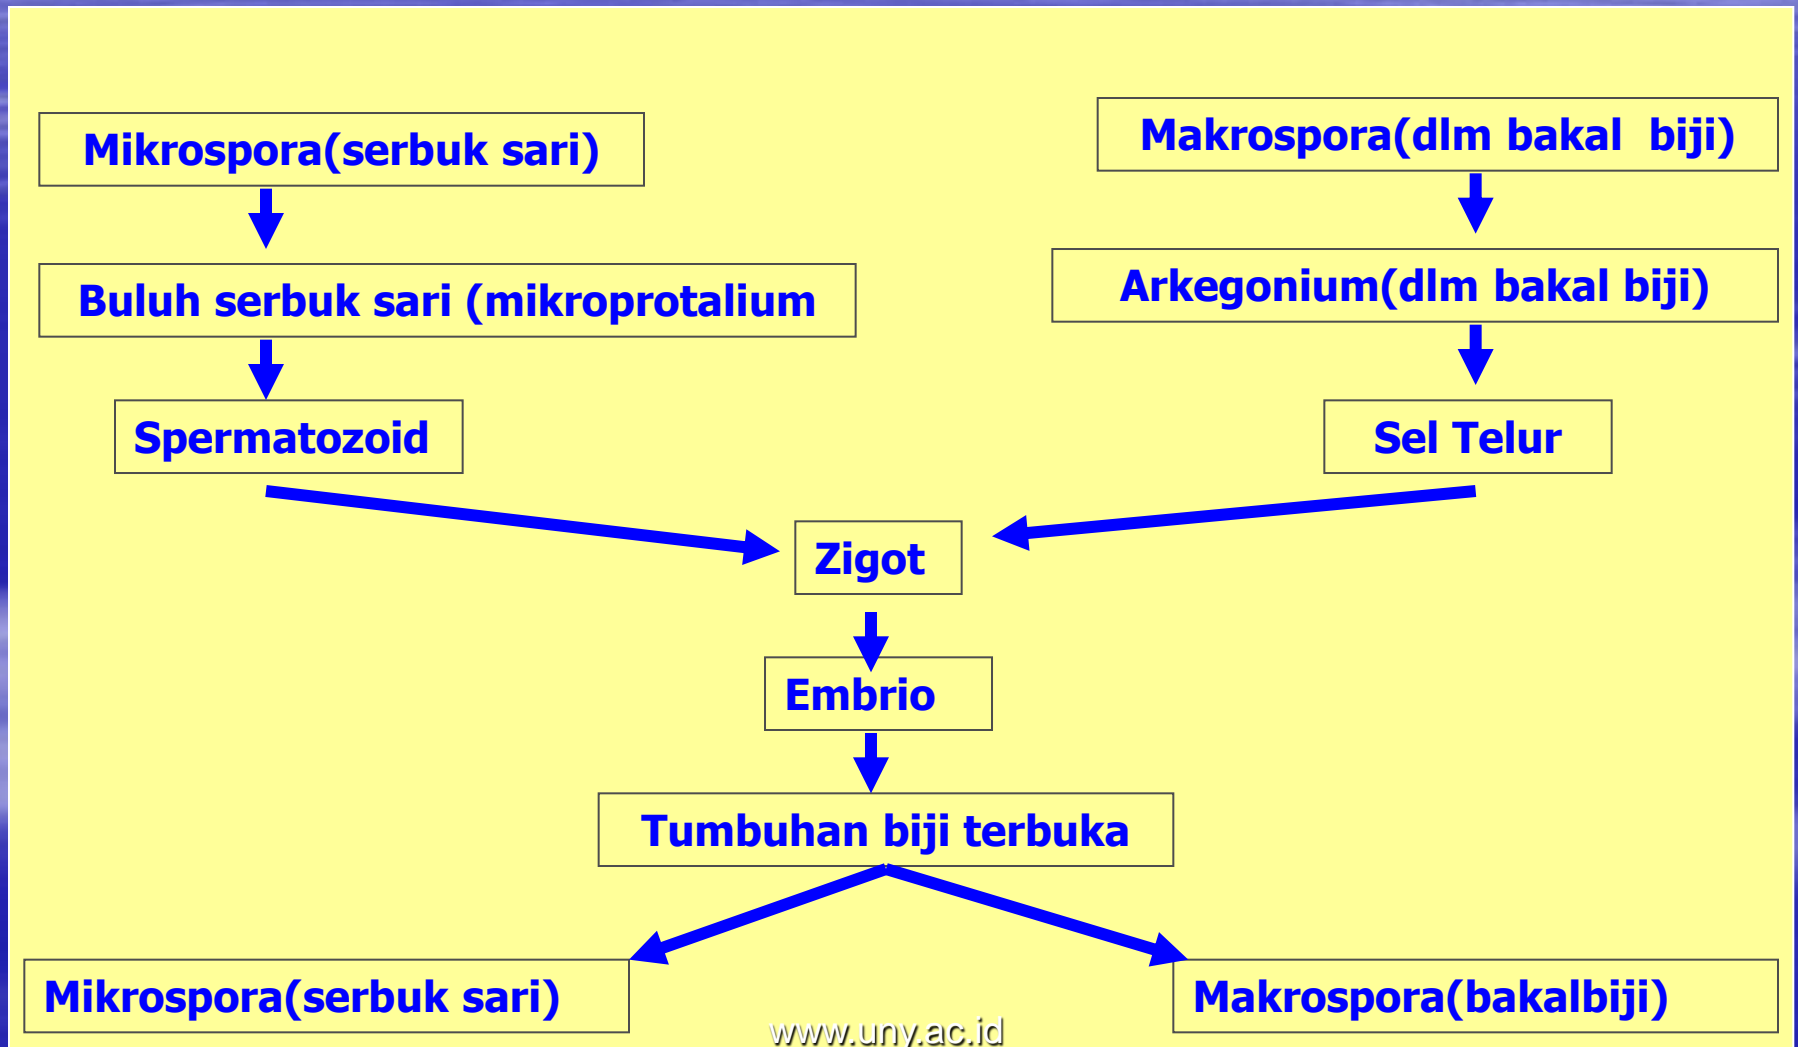 Mikrospora(serbuk sari)
Makrospora(dlm bakal biji)
Buluh serbuk sari (mikroprotalium
Arkegonium(dlm bakal biji)
Spermatozoid
Sel Telur
Zigot
Embrio
Tumbuhan biji terbuka
Mikrospora(serbuk sari)
Makrospora(bakalbiji)
www.uny.ac.id